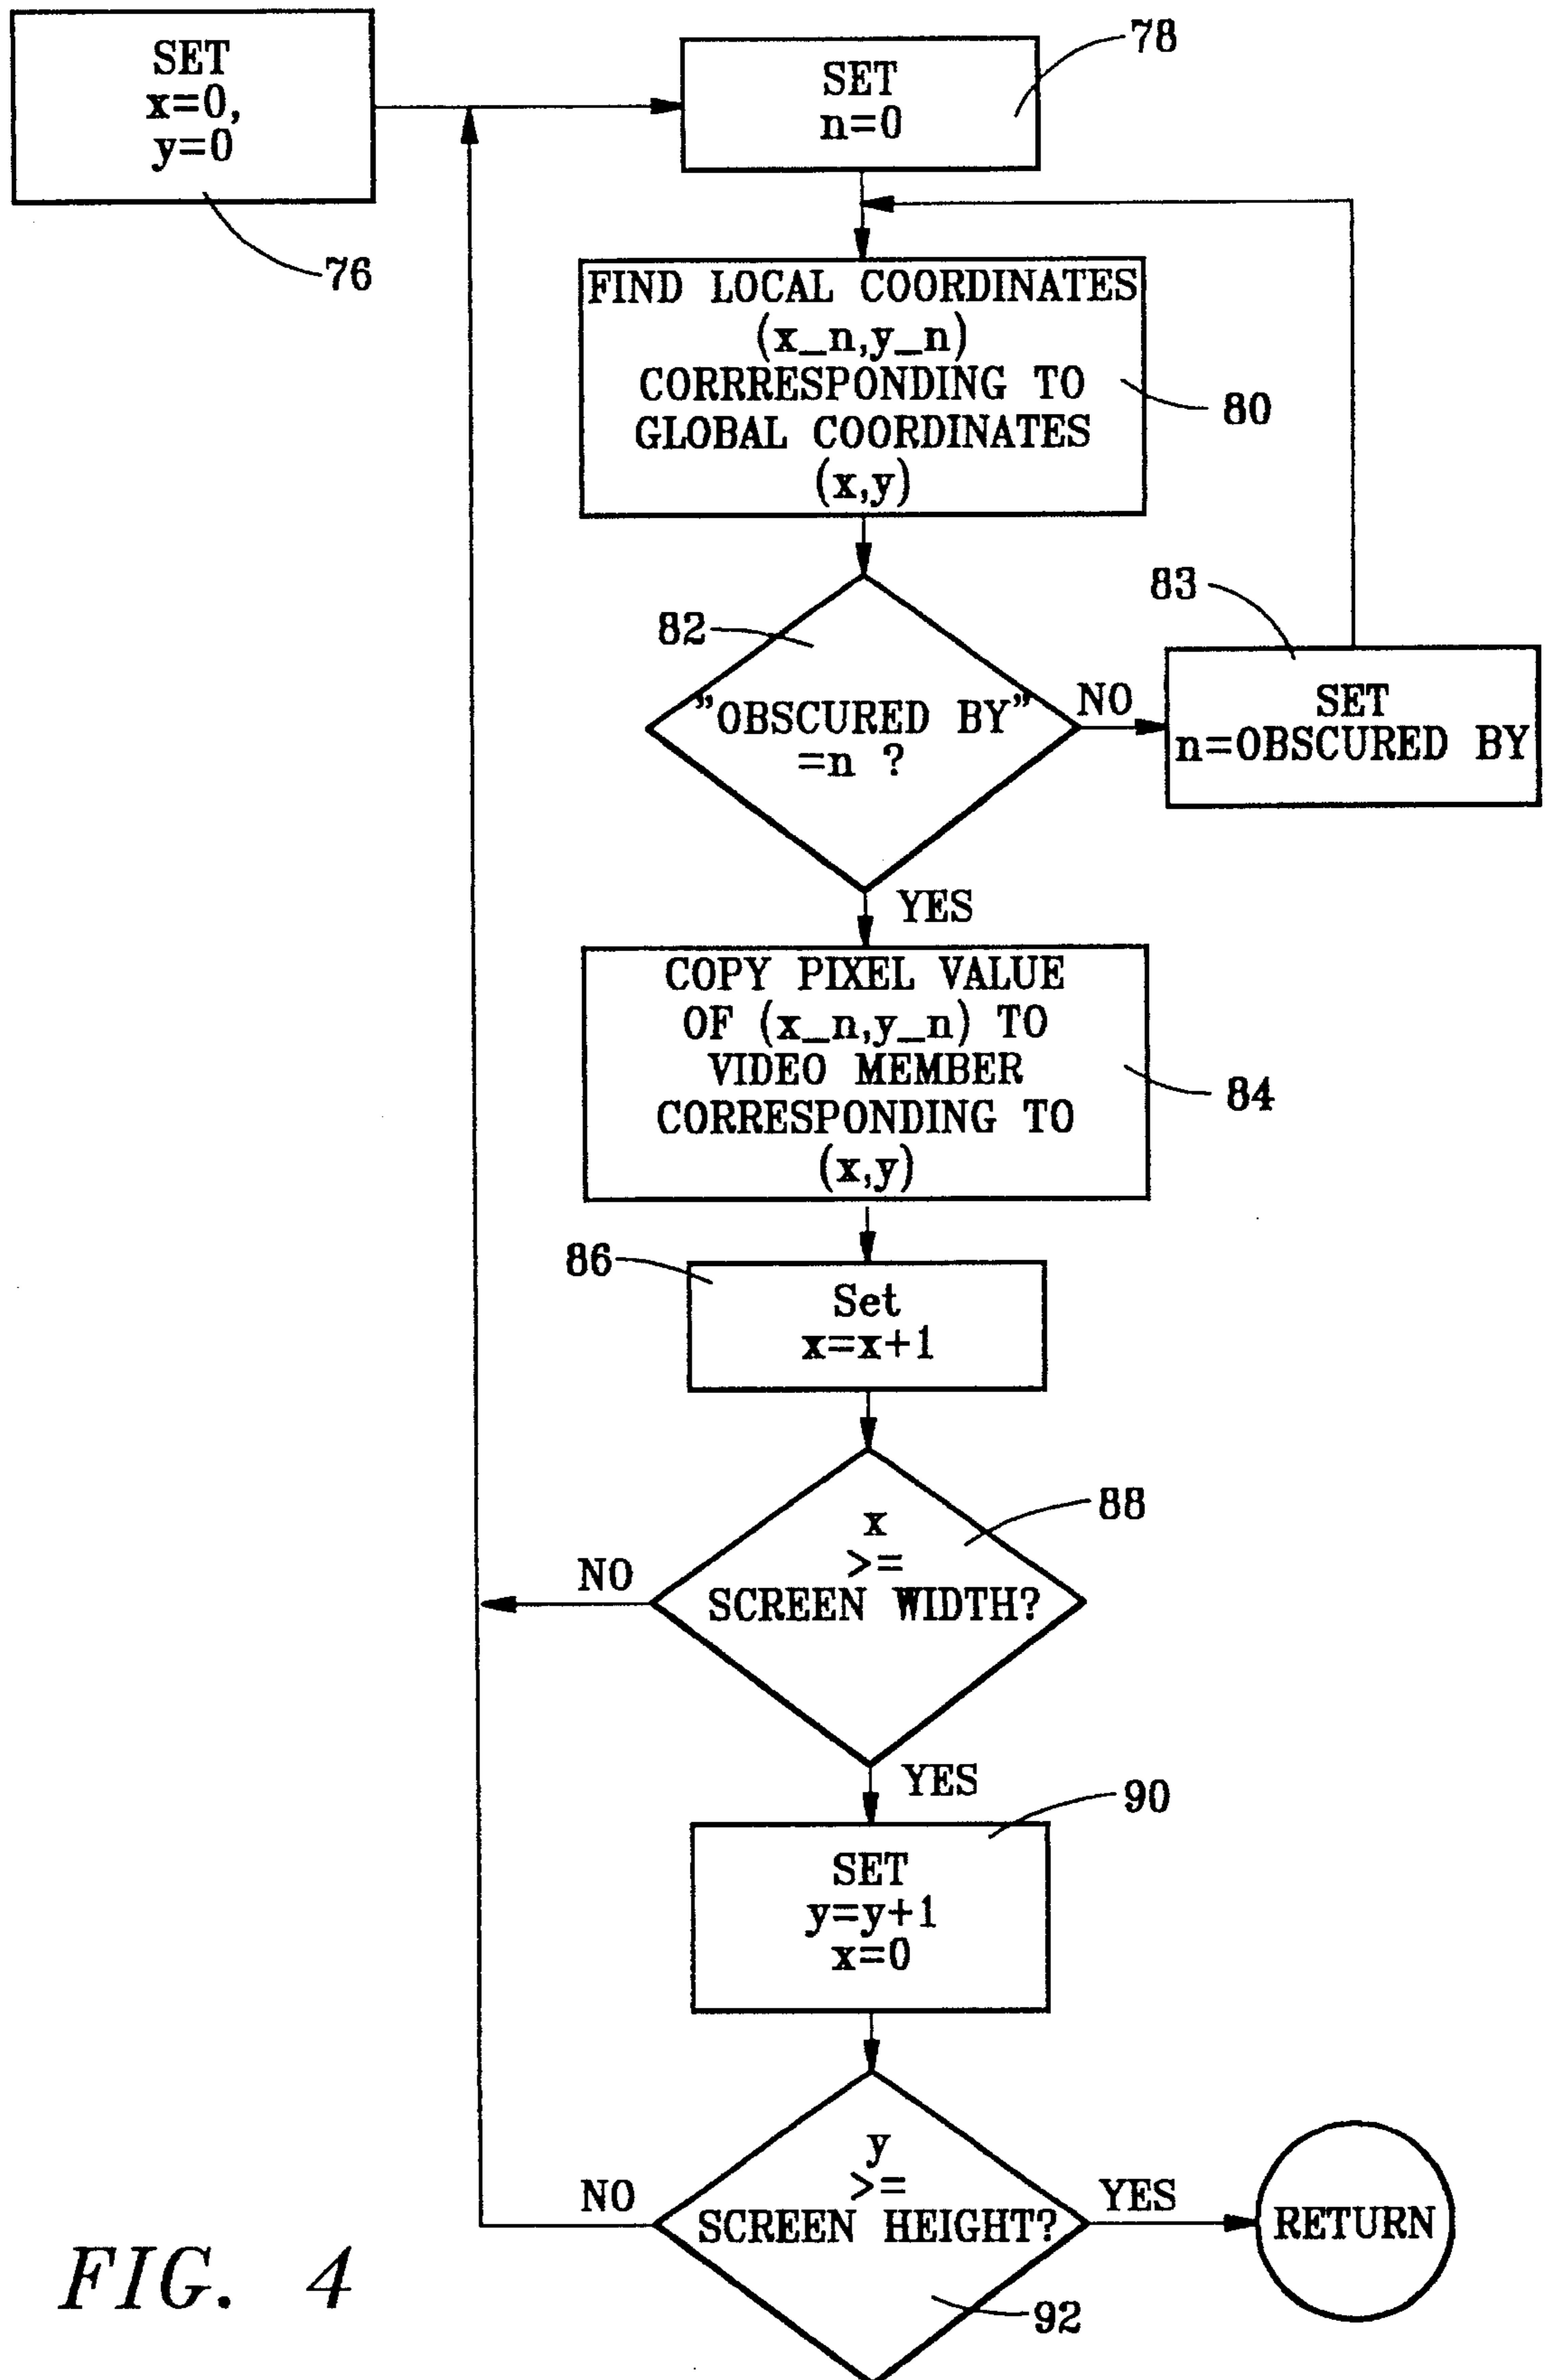 SET
x=0,
y=0
76
SET
n=0
78
FIND LOCAL COORDINATES
(x_n,y_n)
CORRRESPONDING TO
GLOBAL COORDINATES
(x,y)
80
82
"OBSCURED BY"
=n ?
NO
83
SET
n=OBSCURED BY
YES
COPY PIXEL VALUE
OF (x_n,y_n) TO
VIDEO MEMBER
CORRESPONDING TO
(x,y)
84
86
Set
x=x+1
88
x
>=
SCREEN WIDTH?
NO
YES
90
SET
y=y+1
x=0
y
>=
SCREEN HEIGHT?
NO
YES
RETURN
92
FIG. 4